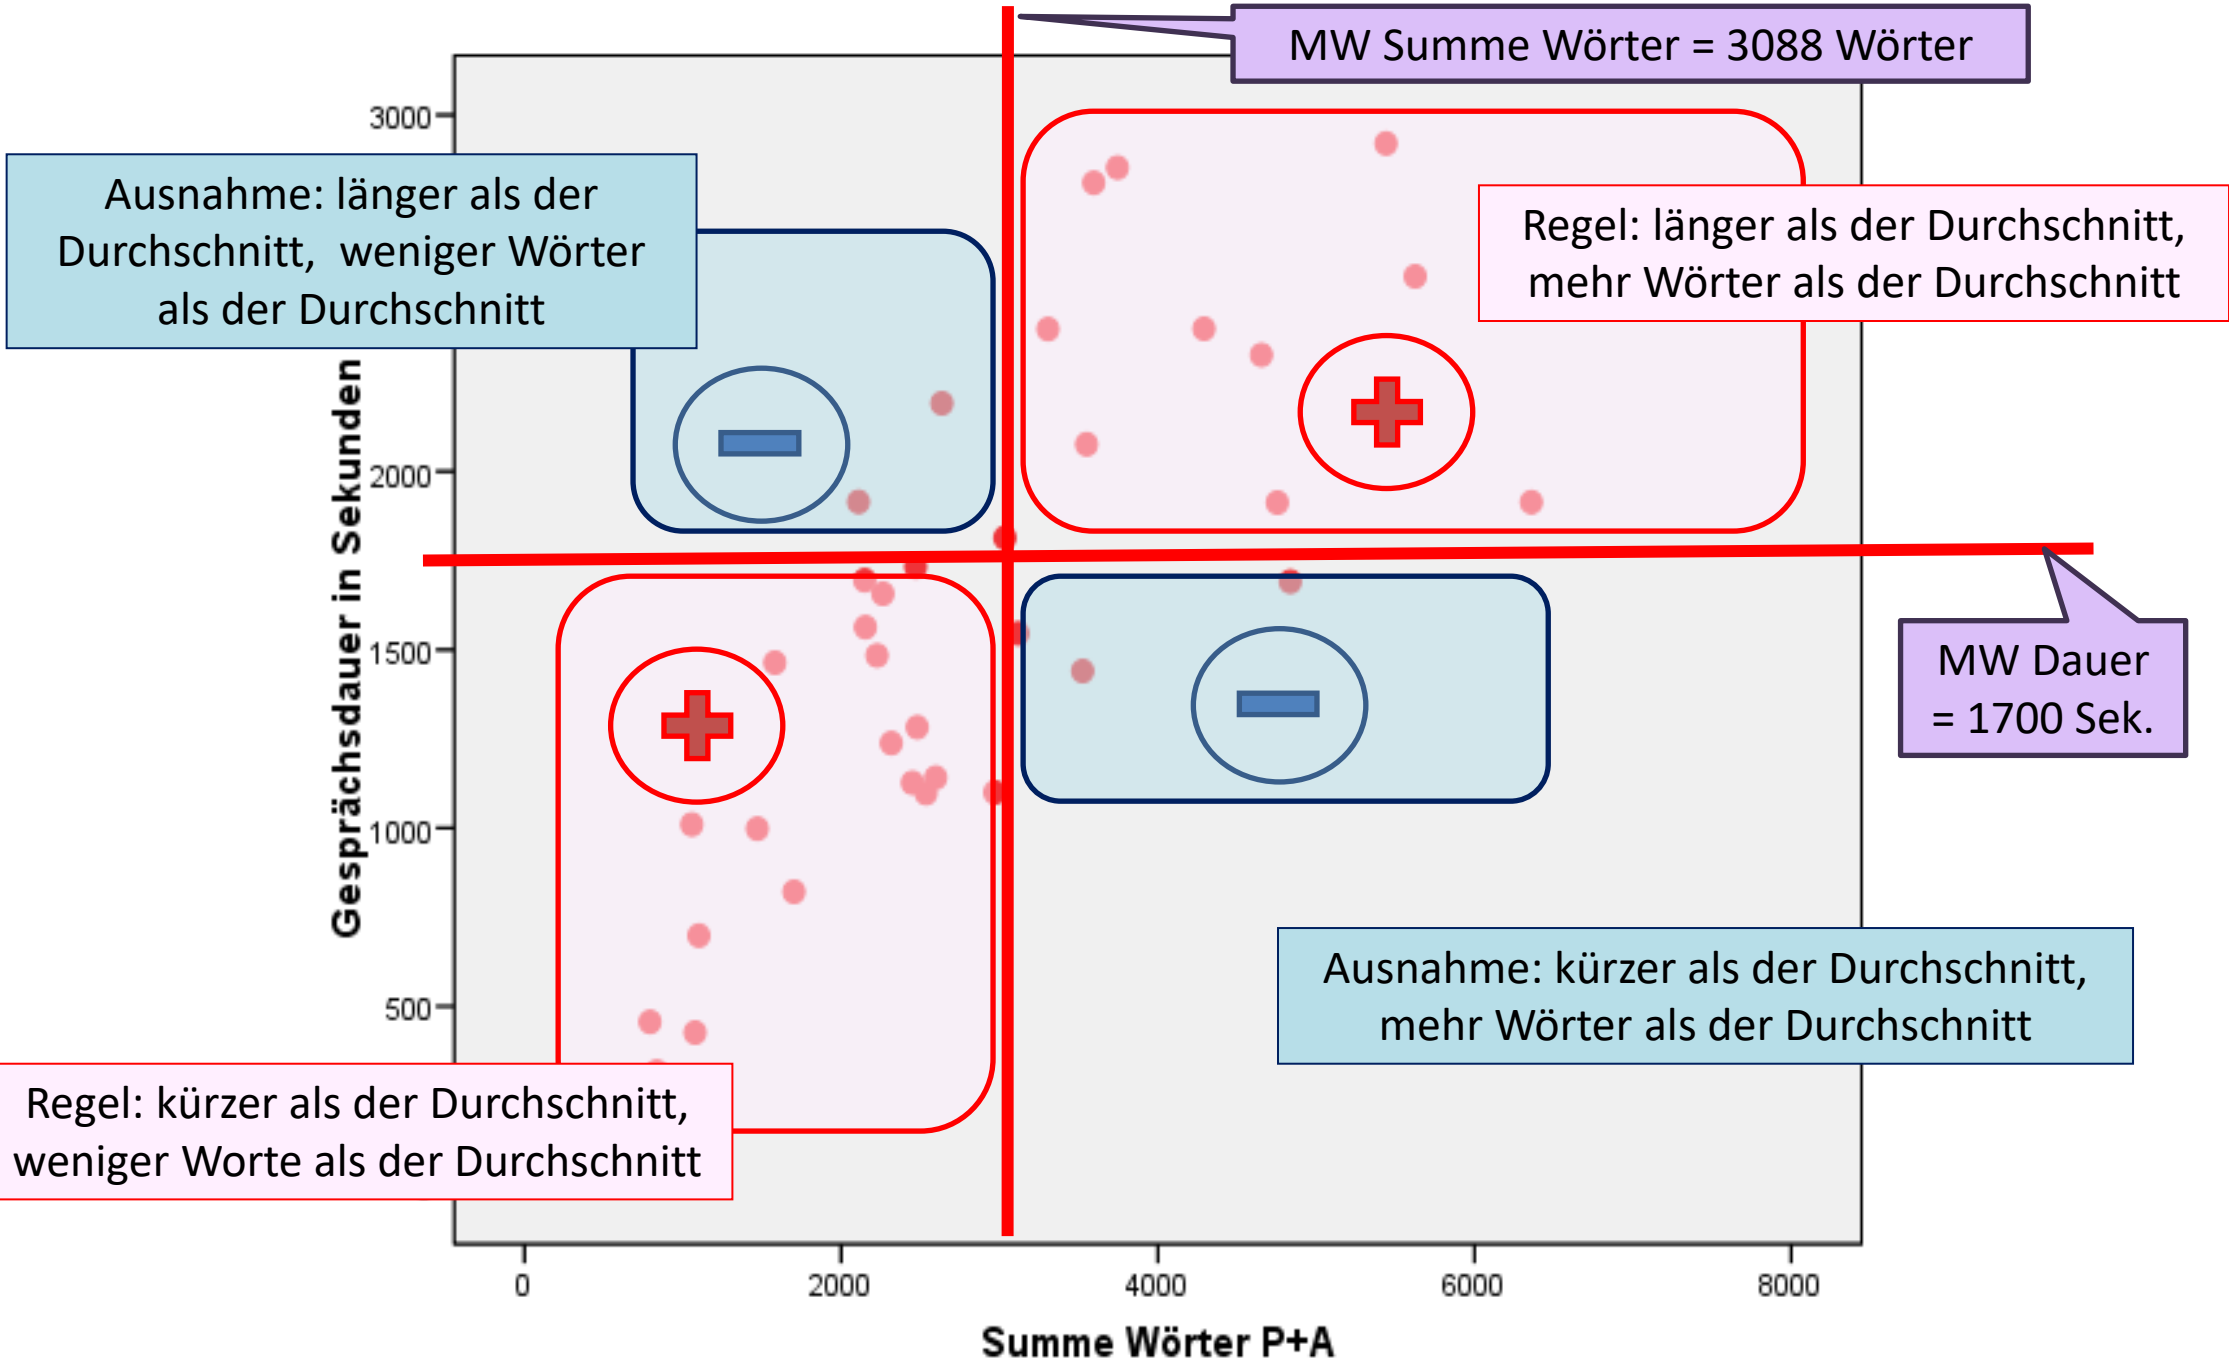 MW Summe Wörter = 3088 Wörter
3000
Ausnahme: länger als der
Durchschnitt, weniger Wörter
als der Durchschnitt
Regel: länger als der Durchschnitt,
mehr Wörter als der Durchschnitt
Gesprächsdauer in Sekunden
2000
1500
MW Dauer
= 1700 Sek.
1000
500
Ausnahme: kürzer als der Durchschnitt,
mehr Wörter als der Durchschnitt
Regel: kürzer als der Durchschnitt,
weniger Worte als der Durchschnitt
0
2000
4000
6000
8000
Summe Wörter P+A